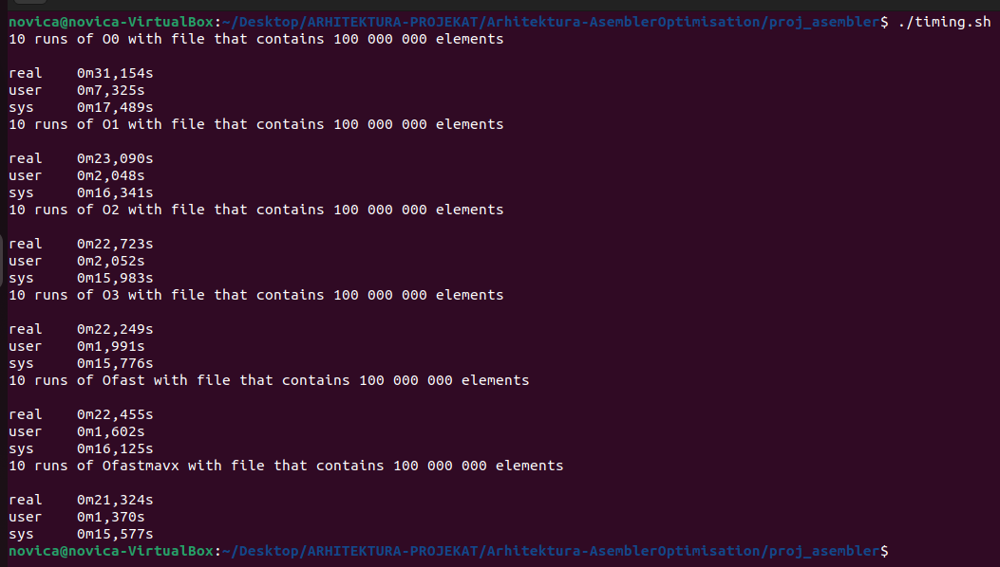 novica@novica-VirtualBox:~/Desktop/ARHITEKTURA-PROJEKAT/Arhitektura-AsemblerOptimisation/proj_asembler$ ./timing.sh
10 runs of O0 with file that contains 100 000 000 elements
real 0m31,154s
user 0m7,325s
sys 0m17,489s
10 runs of O1 with file that contains 100 000 000 elements
real 0m23,090s
user 0m2,048s
sys 0m16,341s
10 runs of O2 with file that contains 100 000 000 elements
real 0m22,723s
user 0m2,052s
sys 0m15,983s
10 runs of O3 with file that contains 100 000 000 elements
real 0m22,249s
user 0m1,991s
sys 0m15,776s
10 runs of Ofast with file that contains 100 000 000 elements
real 0m22,455s
user 0m1,602s
sys 0m16,125s
10 runs of Ofastmavx with file that contains 100 000 000 elements
real 0m21,324s
user 0m1,370s
sys 0m15,577s
novica@novica-VirtualBox:~/Desktop/ARHITEKTURA-PROJEKAT/Arhitektura-AsemblerOptimisation/proj_asembler$